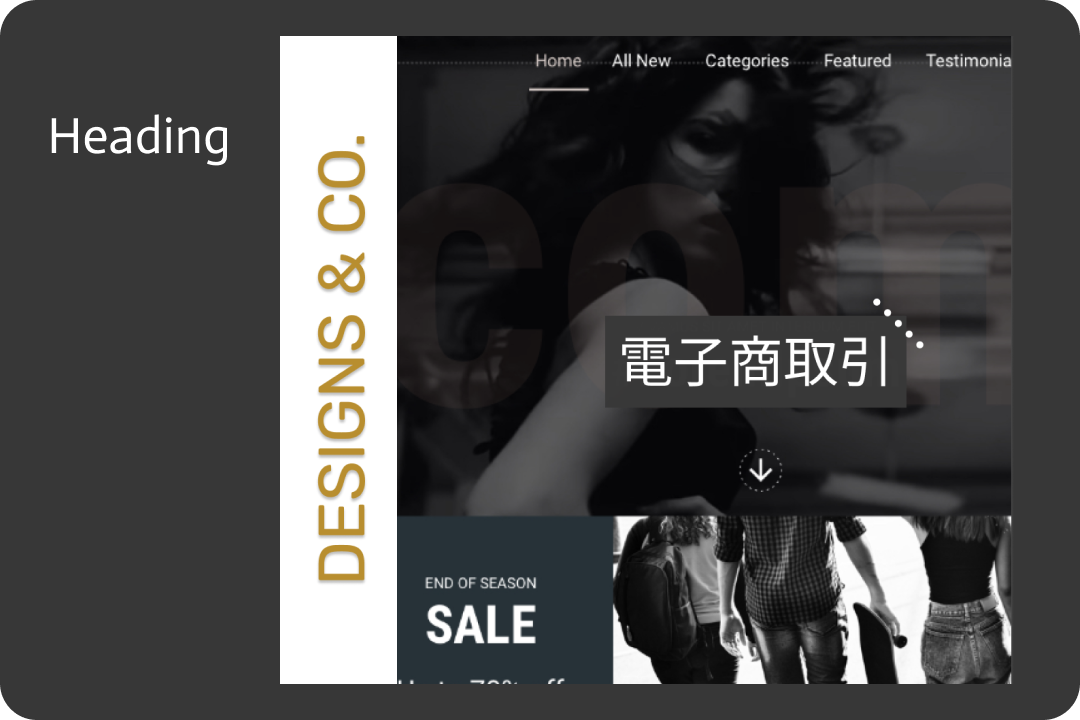 Heading
DESIGNS & CO.
Home All New Categories Featured Testimonia
com
電子商取引
END OF SEASON
SALE